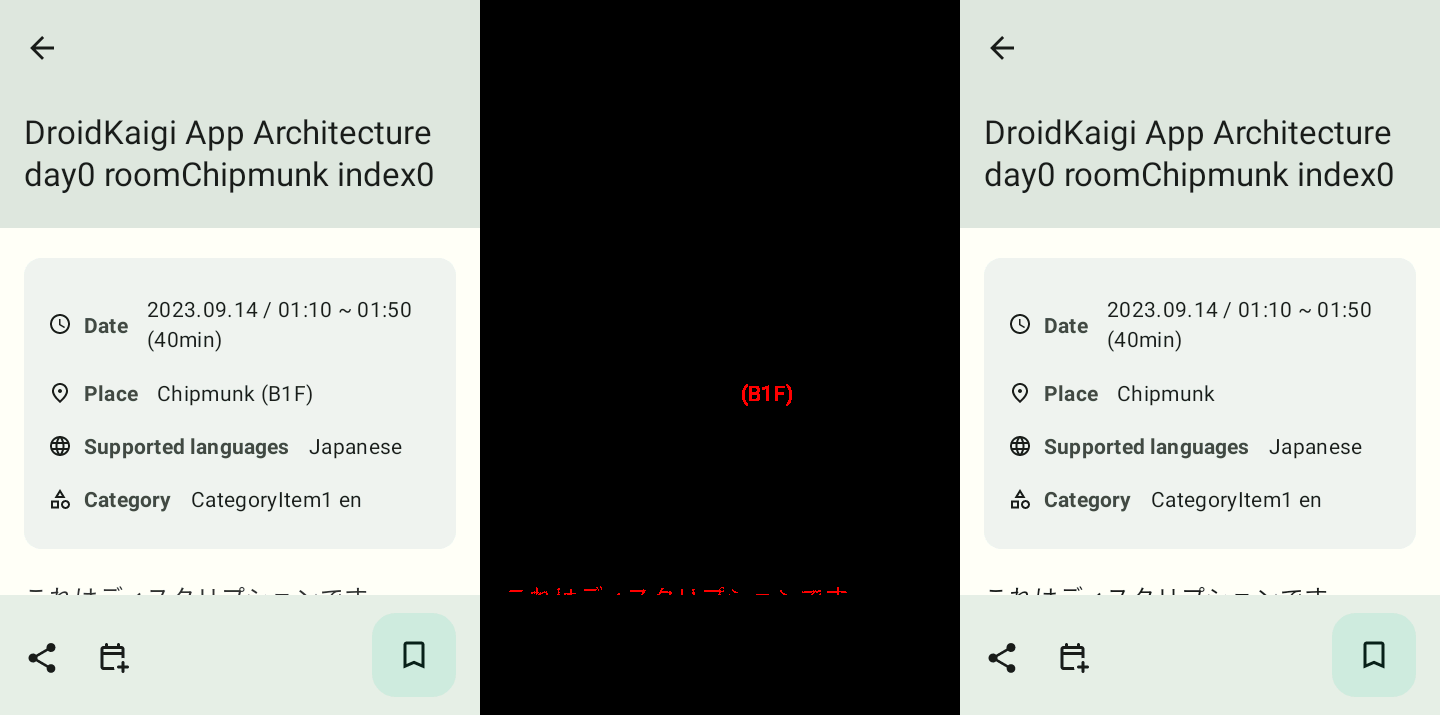 DroidKaigi App Architecture
day0 roomChipmunk index0
Date 2023.09.14 / 01:10 ~ 01:50
(40min)
Place Chipmunk (B1F)
Supported languages Japanese
Category CategoryItem1 en
これはディスクリプションです
(B1F)
これはディスクリプションです
DroidKaigi App Architecture
day0 roomChipmunk index0
Date 2023.09.14 / 01:10 ~ 01:50
(40min)
Place Chipmunk
Supported languages Japanese
Category CategoryItem1 en
これはディスクリプションです